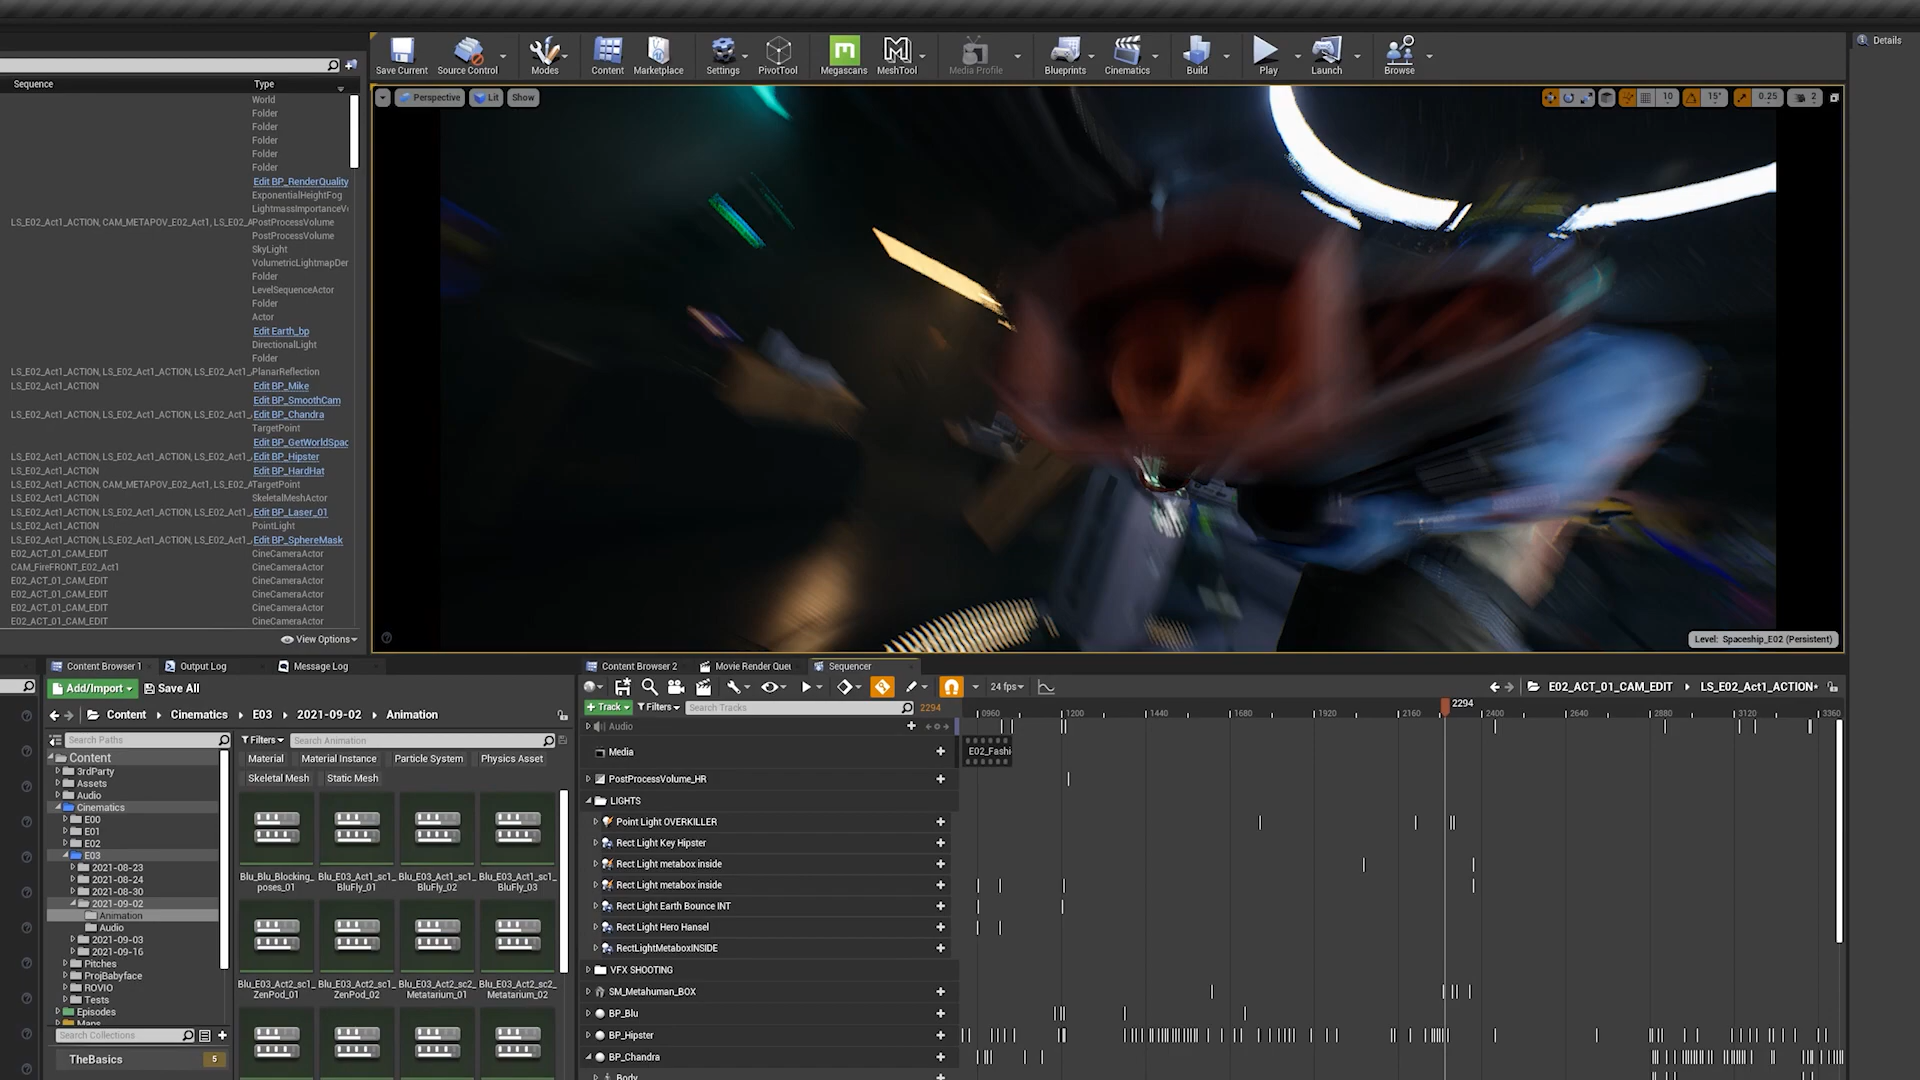 Save Current
Source Control
Modes
Content
Marketplace
Settings
PivotTool
Megascans
MeshTool
Media Profile
Blueprints
Cinematics
Build
Play
Launch
Browse
Details
Sequence Type
World
Folder
Folder
Folder
Folder
Folder
Edit BP_RenderQuality
ExponentialHeightFog
LightmassImportanceV
LS_E02_Act1_ACTION, CAM_METAPOV_E02_Act1, LS_E02_A PostProcessVolume
PostProcessVolume
SkyLight
VolumetricLightmapDer
Folder
LevelSequenceActor
Folder
Actor
Edit Earth_bp
DirectionalLight
Folder
LS_E02_Act1_ACTION, LS_E02_Act1_ACTION, LS_E02_Act1_ PlanarReflection
LS_E02_Act1_ACTION Edit BP_Mike
Edit BP_SmoothCam
LS_E02_Act1_ACTION, LS_E02_Act1_ACTION, LS_E02_Act1_ Edit BP_Chandra
TargetPoint
Edit BP_GetWorldSpac
LS_E02_Act1_ACTION, LS_E02_Act1_ACTION, LS_E02_Act1_ Edit BP_Hipster
LS_E02_Act1_ACTION Edit BP_HardHat
LS_E02_Act1_ACTION, CAM_METAPOV_E02_Act1, LS_E02_A TargetPoint
LS_E02_Act1_ACTION SkeletalMeshActor
LS_E02_Act1_ACTION, LS_E02_Act1_ACTION, LS_E02_Act1_ Edit BP_Laser_01
LS_E02_Act1_ACTION PointLight
LS_E02_Act1_ACTION, LS_E02_Act1_ACTION, LS_E02_Act1_ Edit BP_SphereMask
E02_ACT_01_CAM_EDIT CineCameraActor
CAM_FireFRONT_E02_Act1 CineCameraActor
E02_ACT_01_CAM_EDIT CineCameraActor
E02_ACT_01_CAM_EDIT CineCameraActor
E02_ACT_01_CAM_EDIT CineCameraActor
E02_ACT_01_CAM_EDIT CineCameraActor
View Options
Perspective Lit Show
10 15° 0.25 2
Level: Spaceship_E02 (Persistent)
Content Browser 1 Output Log Message Log
Add/Import Save All
Content Cinematics E03 2021-09-02 Animation
Search Paths
Content
3rdParty
Assets
Audio
Cinematics
E00
E01
E02
E03
2021-08-23
2021-08-24
2021-08-30
2021-09-02
Animation
Audio
2021-09-03
2021-09-16
Pitches
ProjBabyface
ROVIO
Tests
Episodes
Maps
Search Collections
TheBasics 5
Filters Search Animation
Material Material Instance Particle System Physics Asset
Skeletal Mesh Static Mesh
Blu_Blu_Blocking_poses_01
Blu_E03_Act1_sc1_BluFly_01
Blu_E03_Act1_sc1_BluFly_02
Blu_E03_Act1_sc1_BluFly_03
Blu_E03_Act2_sc1_ZenPod_01
Blu_E03_Act2_sc1_ZenPod_02
Blu_E03_Act2_sc2_Metatarium_01
Blu_E03_Act2_sc2_Metatarium_02
Content Browser 2 Movie Render Que Sequencer
24 fps
E02_ACT_01_CAM_EDIT LS_E02_Act1_ACTION*
Track Filters Search Tracks 2294
2294
0960 1200 1440 1680 1920 2160 2400 2640 2880 3120 3360
Audio
Media
E02_Fashi
PostProcessVolume_HR
LIGHTS
Point Light OVERKILLER
Rect Light Key Hipster
Rect Light metabox inside
Rect Light metabox inside
Rect Light Earth Bounce INT
Rect Light Hero Hansel
RectLightMetaboxINSIDE
VFX SHOOTING
SM_Metahuman_BOX
BP_Blu
BP_Hipster
BP_Chandra
Body